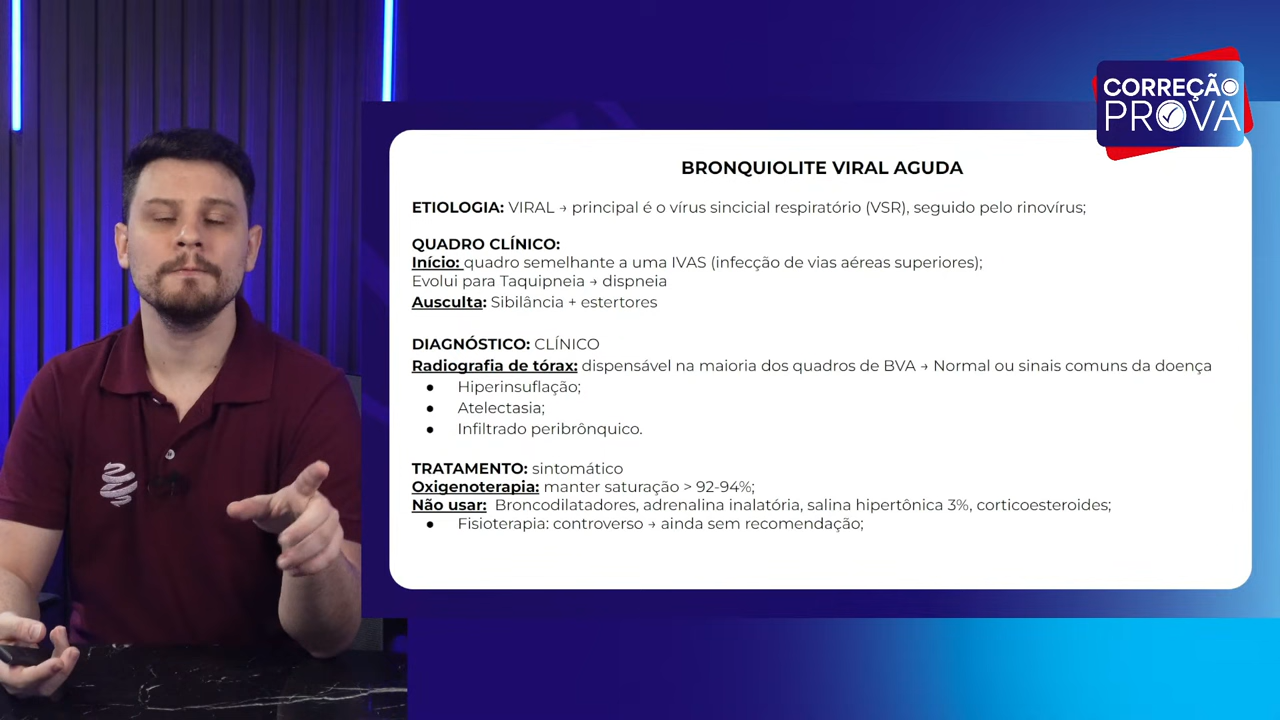 CORREÇÃO
PROVA
BRONQUIOLITE VIRAL AGUDA
ETIOLOGIA: VIRAL → principal é o vírus sincicial respiratório (VSR), seguido pelo rinovírus;
QUADRO CLÍNICO:
Início: quadro semelhante a uma IVAS (infecção de vias aéreas superiores);
Evolui para Taquipneia → dispneia
Ausculta: Sibilância + estertores
DIAGNÓSTICO: CLÍNICO
Radiografia de tórax: dispensável na maioria dos quadros de BVA → Normal ou sinais comuns da doença
● Hiperinsuflação;
● Atelectasia;
● Infiltrado peribrônquico.
TRATAMENTO: sintomático
Oxigenoterapia: manter saturação > 92-94%;
Não usar: Broncodilatadores, adrenalina inalatória, salina hipertônica 3%, corticoesteroides;
● Fisioterapia: controverso → ainda sem recomendação;